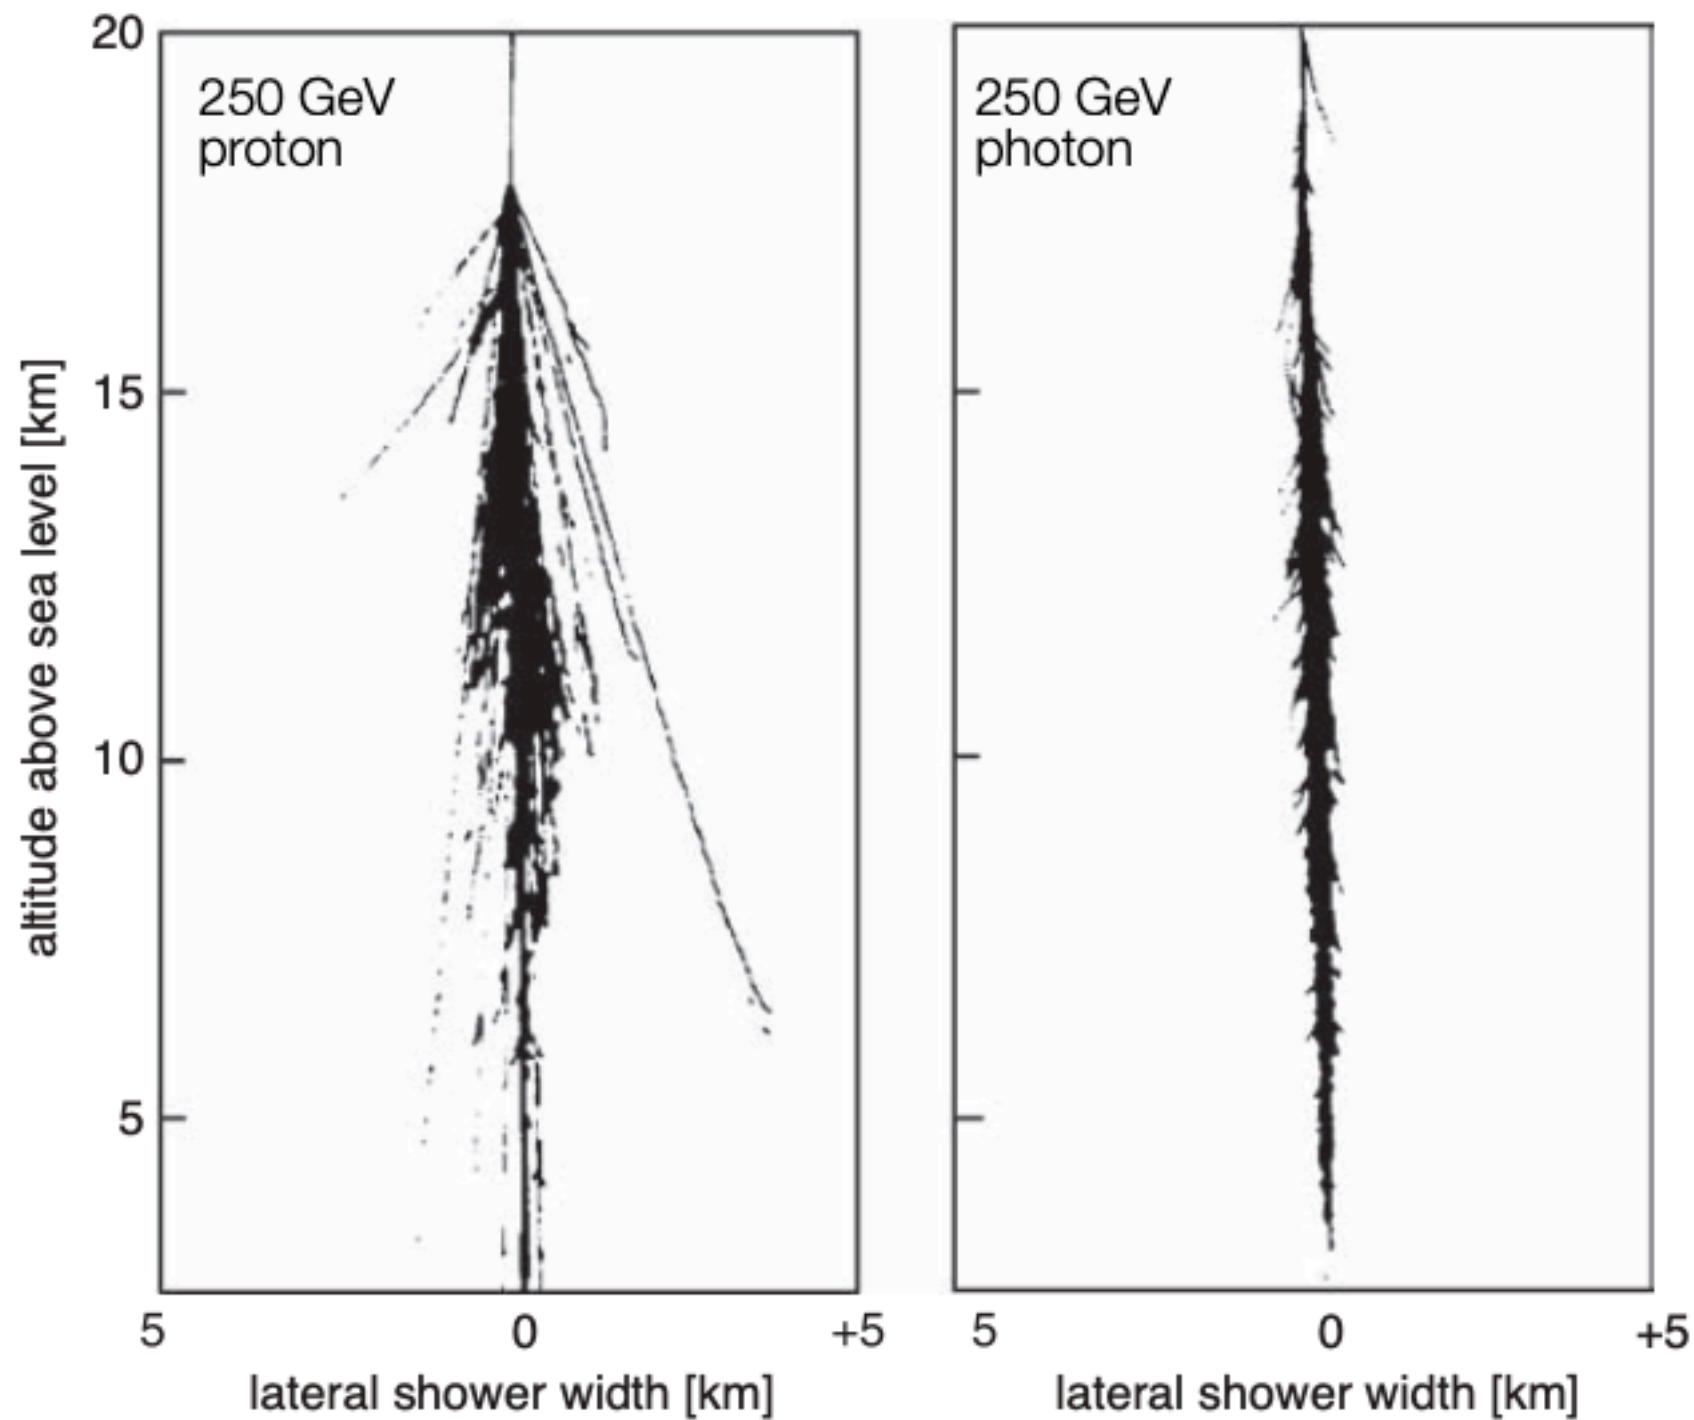 20
15
10
5
altitude above sea level [km]
250 GeV
proton
5 0 +5
lateral shower width [km]
250 GeV
photon
5 0 +5
lateral shower width [km]